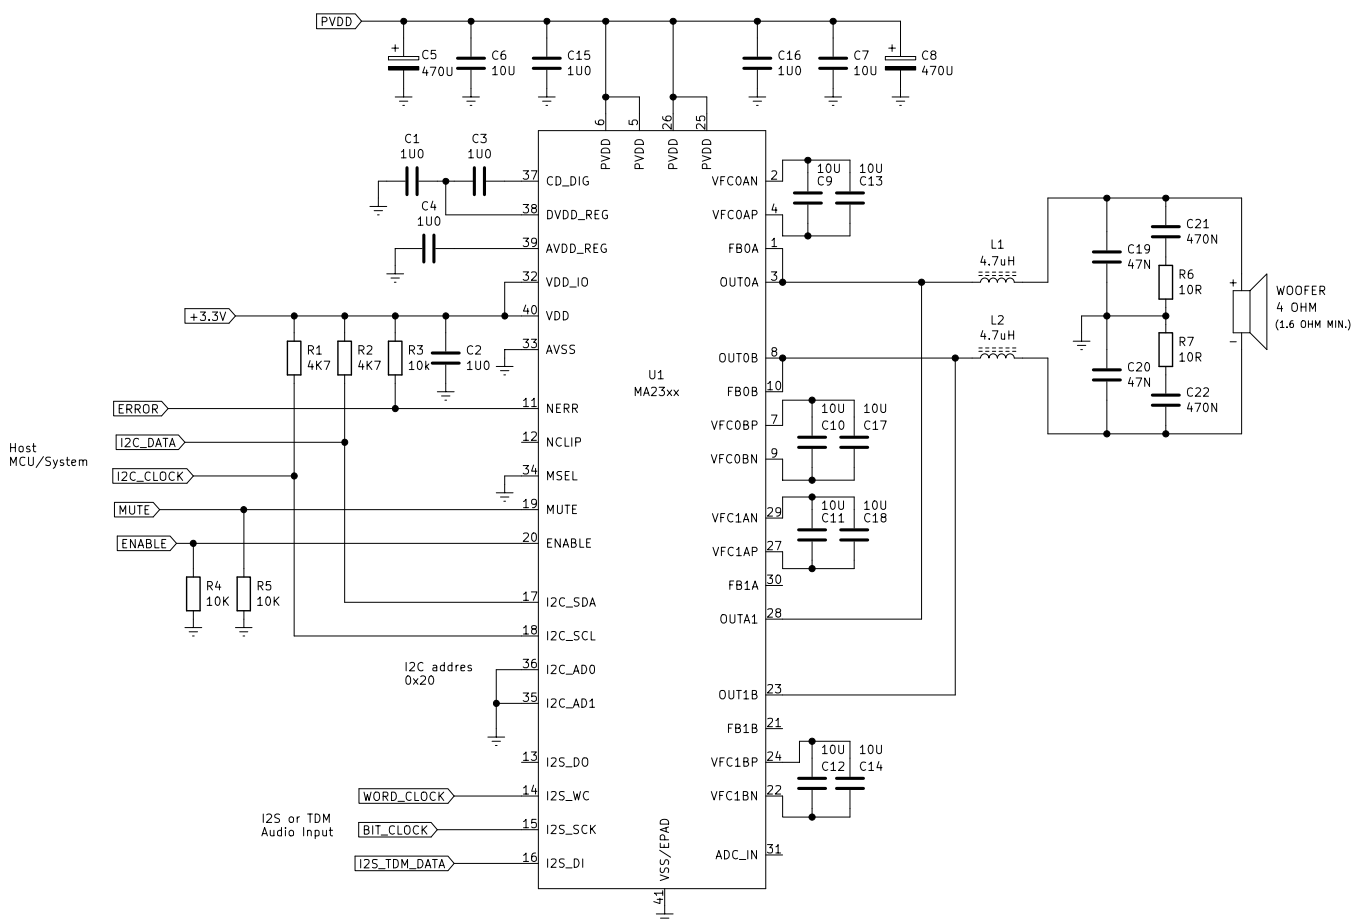 PVDD
+
C5
470U
C6
10U
C15
1U0
C16
1U0
C7
10U
+
C8
470U
6
5
26
25
PVDD
PVDD
PVDD
PVDD
C1
1U0
C3
1U0
C4
1U0
37
CD_DIG
38
DVDD_REG
39
AVDD_REG
32
VDD_IO
+3.3V
40
VDD
33
AVSS
R1
4K7
R2
4K7
R3
10k
C2
1U0
ERROR
11
NERR
I2C_DATA
12
NCLIP
Host
MCU/System
I2C_CLOCK
34
MSEL
MUTE
19
MUTE
ENABLE
20
ENABLE
R4
10K
R5
10K
17
I2C_SDA
18
I2C_SCL
I2C addres
0x20
36
I2C_AD0
35
I2C_AD1
13
I2S_DO
WORD_CLOCK
14
I2S_WC
I2S or TDM
Audio Input
BIT_CLOCK
15
I2S_SCK
I2S_TDM_DATA
16
I2S_DI
U1
MA23xx
VSS/EPAD
41
VFC0AN
2
10U
C9
10U
C13
VFC0AP
4
FB0A
1
OUT0A
3
OUT0B
8
FB0B
10
VFC0BP
7
10U
C10
10U
C17
VFC0BN
9
VFC1AN
29
10U
C11
10U
C18
VFC1AP
27
FB1A
30
OUTA1
28
OUT1B
23
FB1B
21
VFC1BP
24
10U
C12
10U
C14
VFC1BN
22
ADC_IN
31
L1
4.7uH
L2
4.7uH
C19
47N
C21
470N
R6
10R
R7
10R
C20
47N
C22
470N
+
−
WOOFER
4 OHM
(1.6 OHM MIN.)